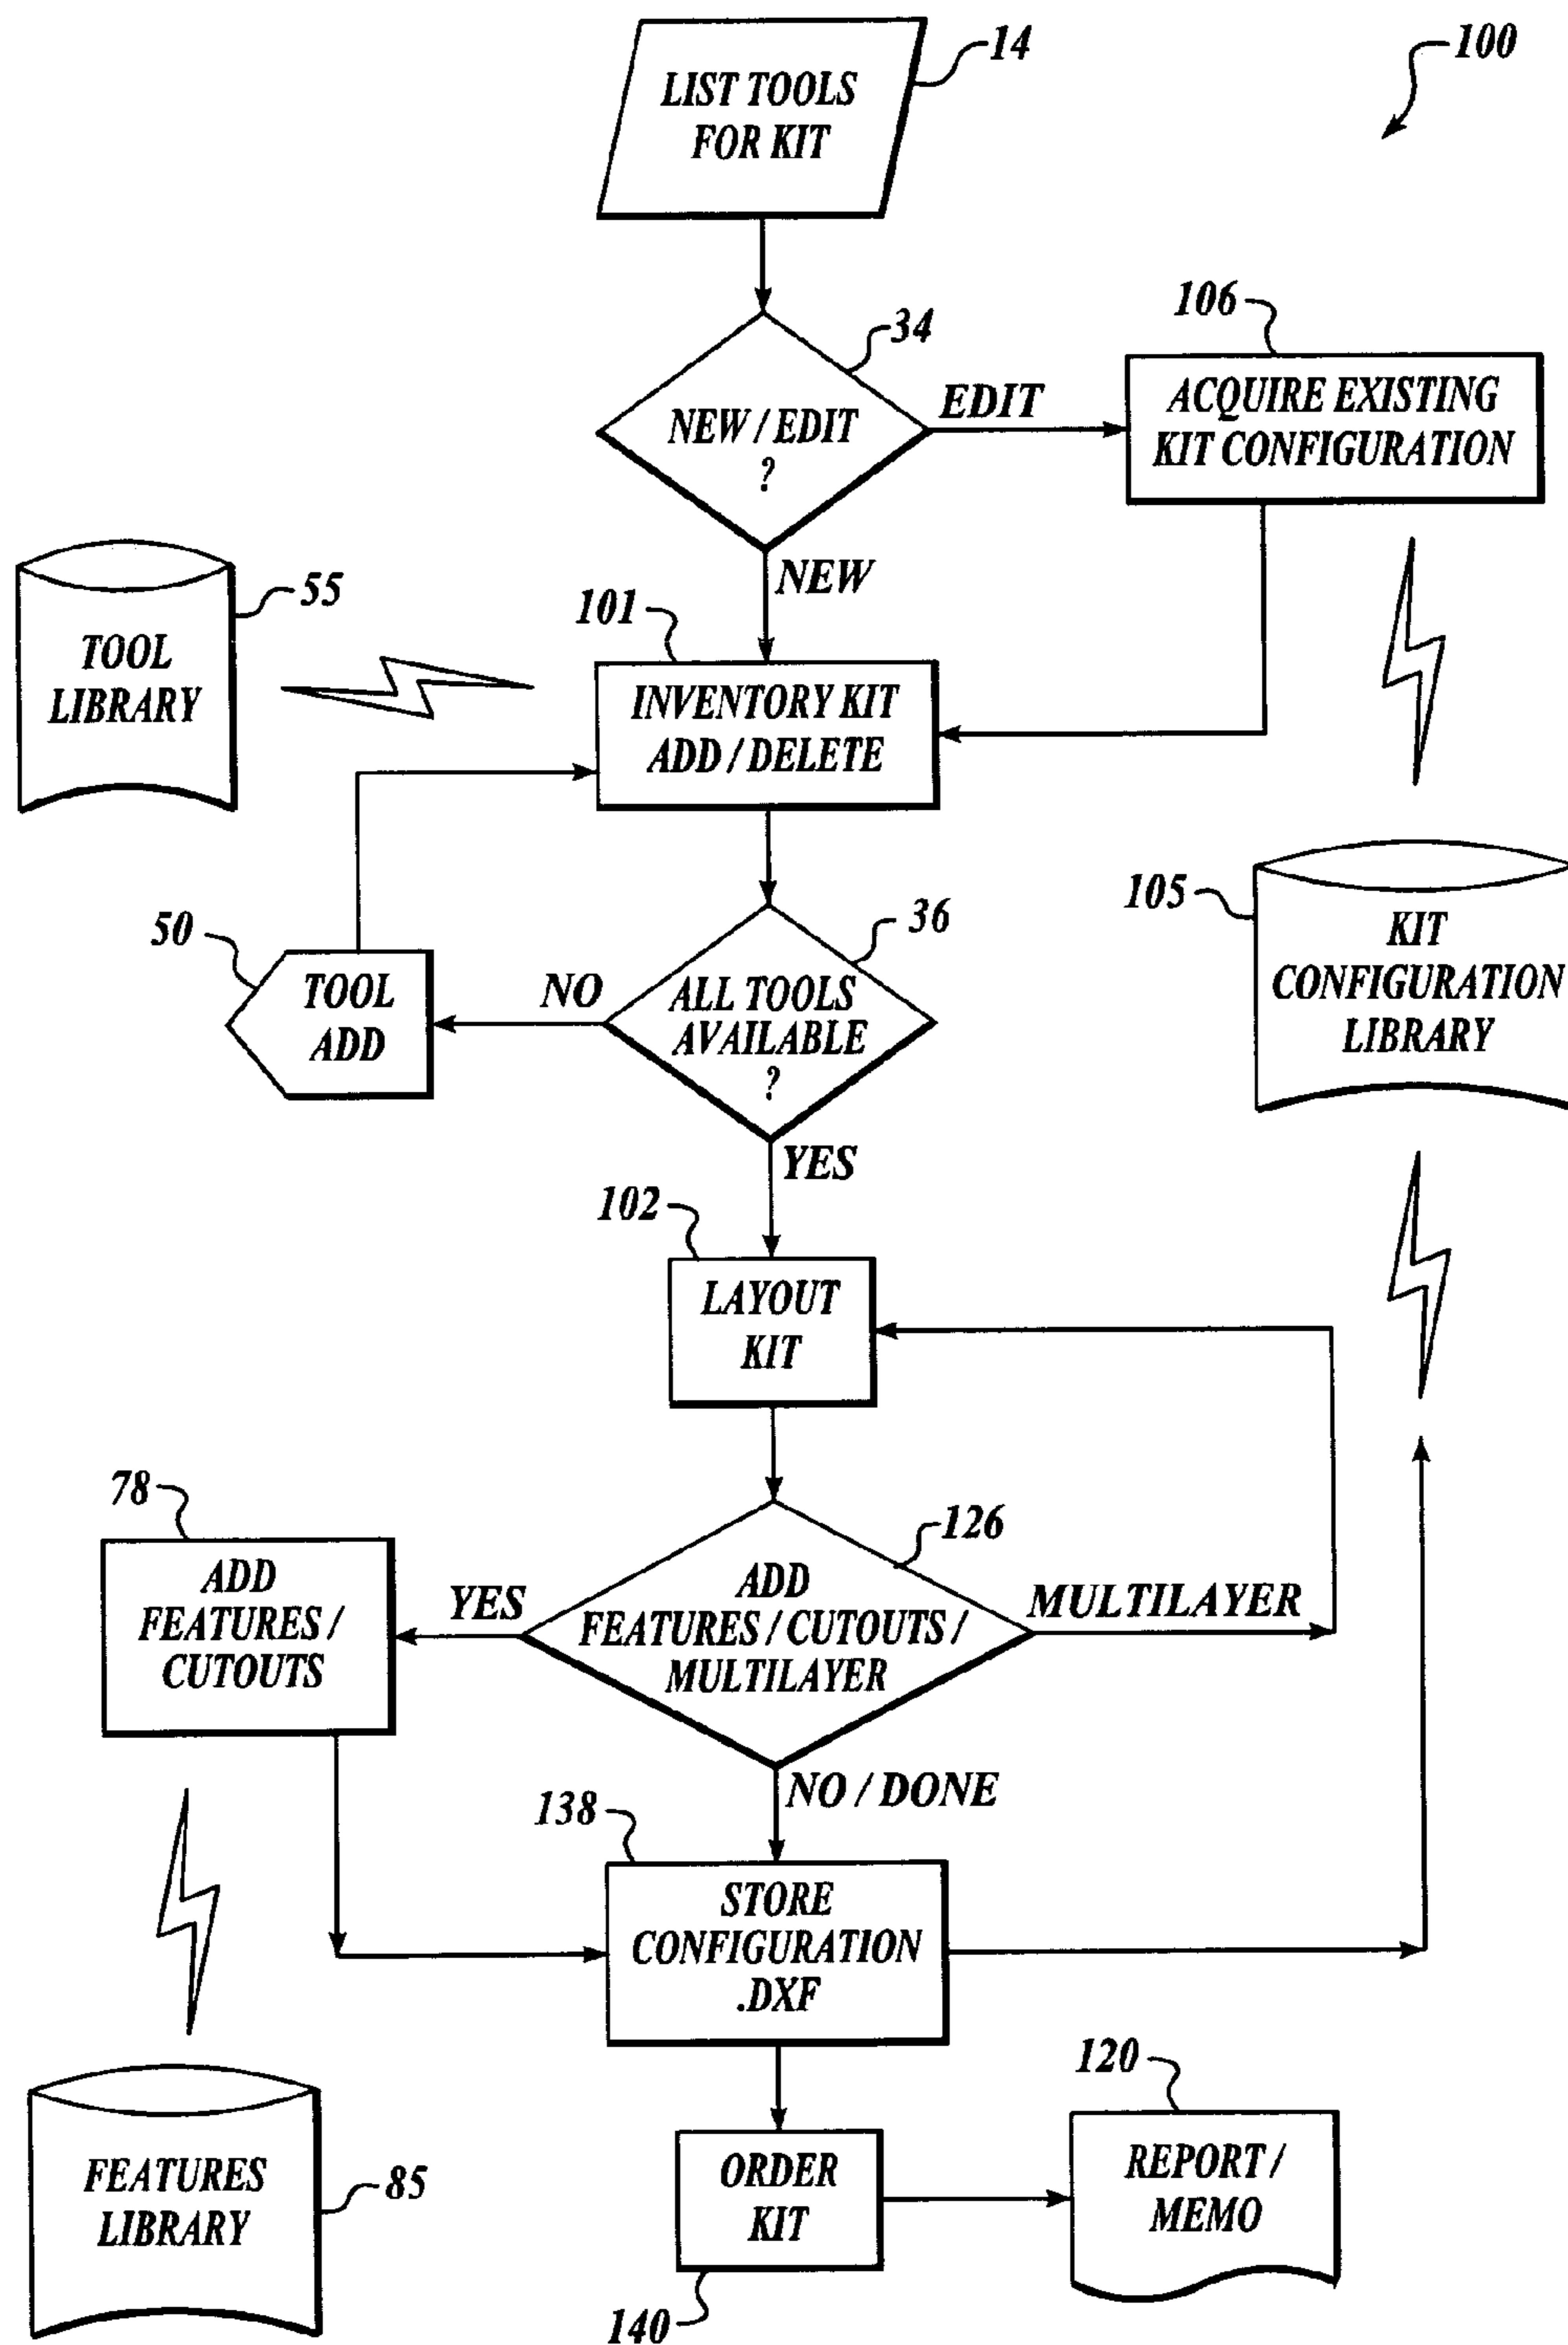 14
100
LIST TOOLS
FOR KIT
34
106
NEW / EDIT
?
EDIT
ACQUIRE EXISTING
KIT CONFIGURATION
NEW
55
TOOL
LIBRARY
101
INVENTORY KIT
ADD / DELETE
105
KIT
CONFIGURATION
LIBRARY
50
TOOL
ADD
NO
36
ALL TOOLS
AVAILABLE
?
YES
102
LAYOUT
KIT
78
ADD
FEATURES /
CUTOUTS
YES
126
ADD
FEATURES / CUTOUTS /
MULTILAYER
MULTILAYER
NO / DONE
138
STORE
CONFIGURATION
.DXF
120
FEATURES
LIBRARY
85
ORDER
KIT
REPORT /
MEMO
140